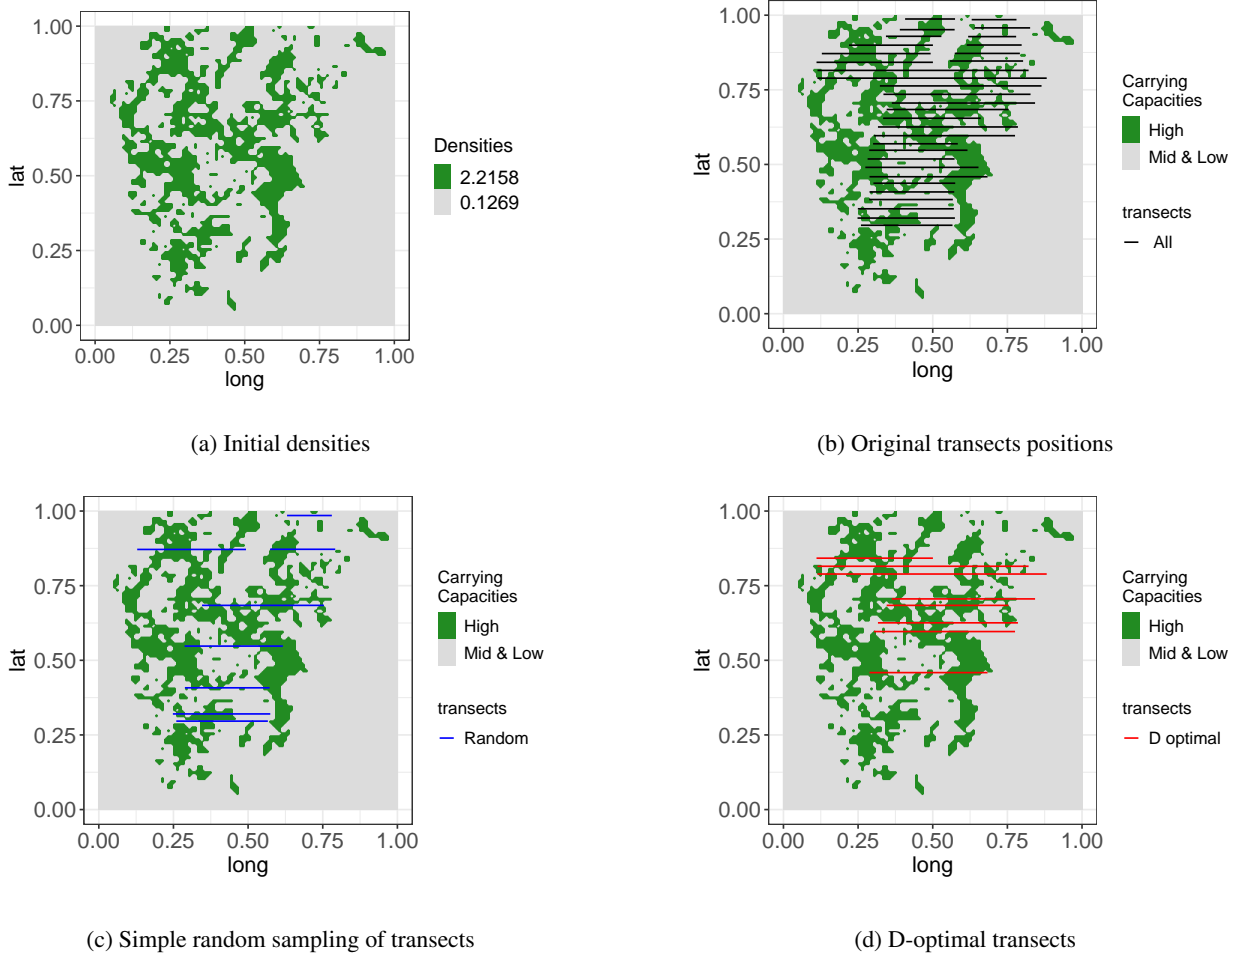 1.00
0.75
0.50
0.25
0.00
lat
0.00 0.25 0.50 0.75 1.00
long
Densities
2.2158
0.1269
(a) Initial densities
1.00
0.75
0.50
0.25
0.00
lat
0.00 0.25 0.50 0.75 1.00
long
Carrying
Capacities
High
Mid & Low
transects
All
(b) Original transects positions
1.00
0.75
0.50
0.25
0.00
lat
0.00 0.25 0.50 0.75 1.00
long
Carrying
Capacities
High
Mid & Low
transects
Random
(c) Simple random sampling of transects
1.00
0.75
0.50
0.25
0.00
lat
0.00 0.25 0.50 0.75 1.00
long
Carrying
Capacities
High
Mid & Low
transects
D optimal
(d) D-optimal transects